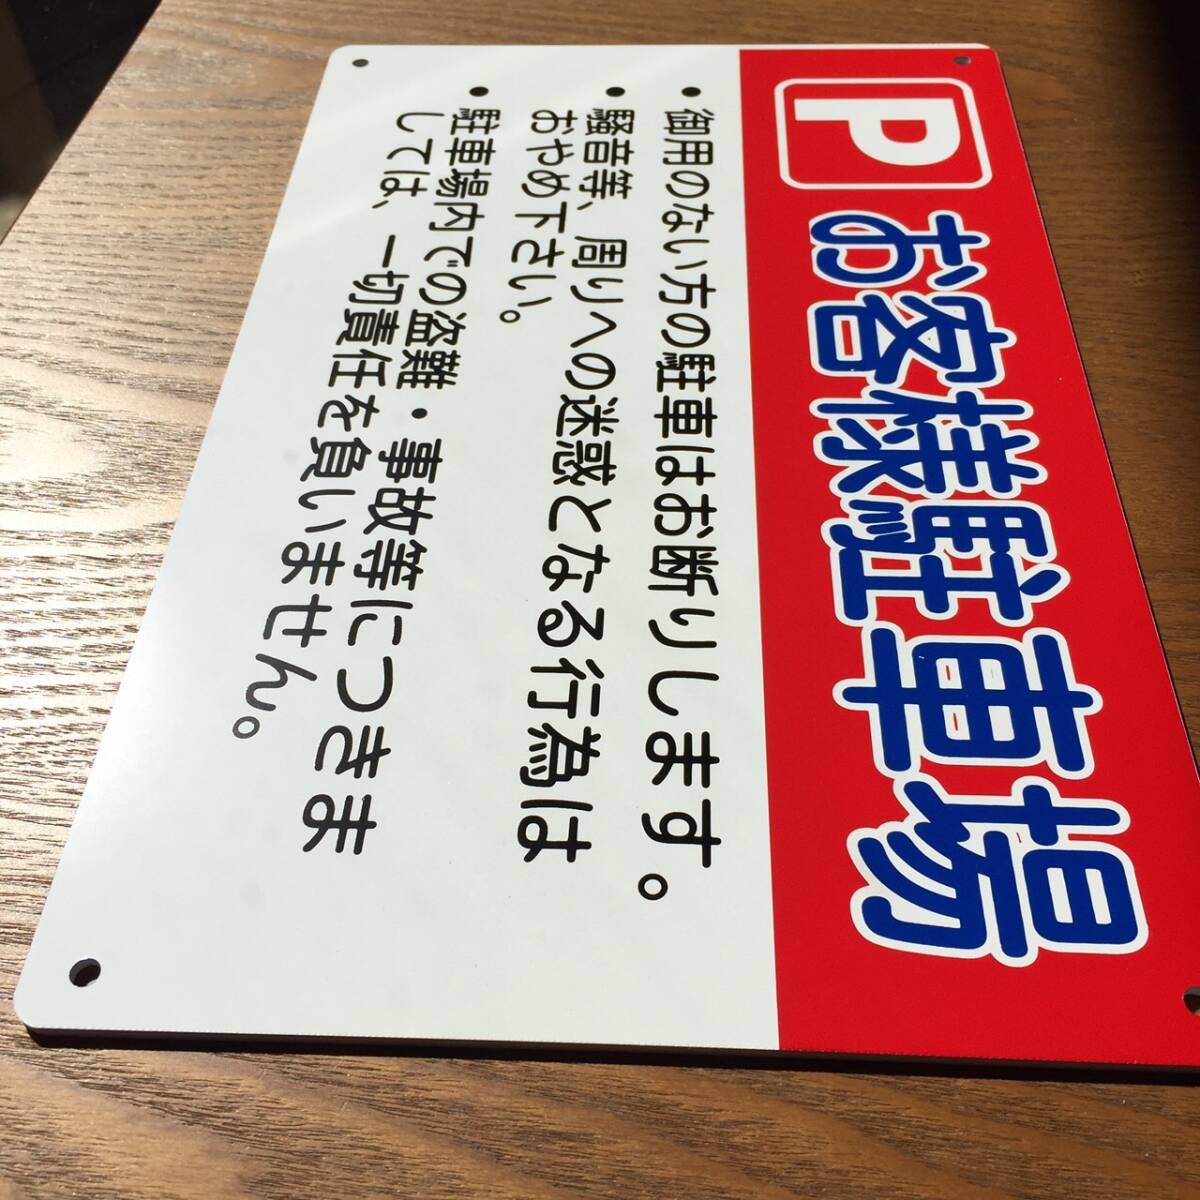 P お客様駐車場
・御用のない方の駐車はお断りします。
・騒音等、周りへの迷惑となる行為は
おやめ下さい。
・駐車場内での盗難・事故等につきま
しては、一切責任を負いません。